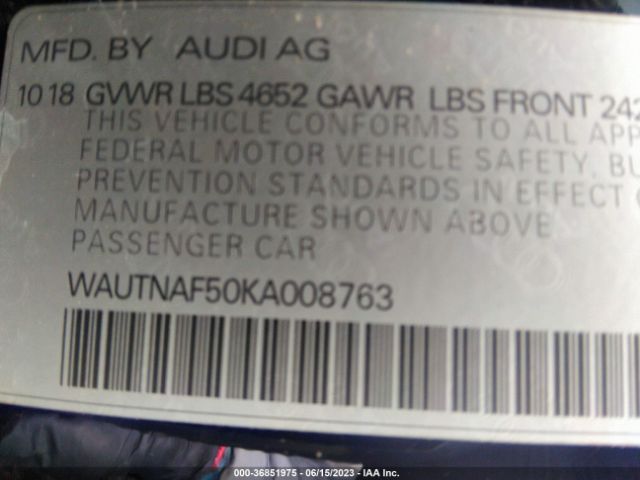 MFD. BY AUDI AG
10 18 GVWR LBS 4652 GAWR LBS FRONT 242
THIS VEHICLE CONFORMS TO ALL APP
FEDERAL MOTOR VEHICLE SAFETY, BU
PREVENTION STANDARDS IN EFFECT
MANUFACTURE SHOWN ABOVE
PASSENGER CAR
WAUTNAF50KA008763
000-36851975 - 06/15/2023 - IAA Inc.